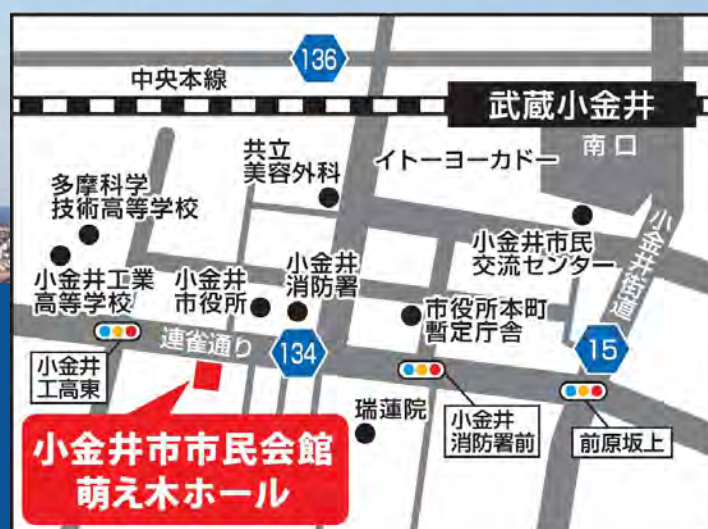 136
中央本線
武蔵小金井
南口
共立
美容外科
イトーヨーカドー
多摩科学
技術高等学校
小金井街道
小金井市民
交流センター
小金井工業
高等学校
小金井
市役所
小金井
消防署
市役所本町
暫定庁舎
連雀通り
134
15
小金井
工高東
瑞蓮院
小金井
消防署前
前原坂上
小金井市市民会館
萌え木ホール